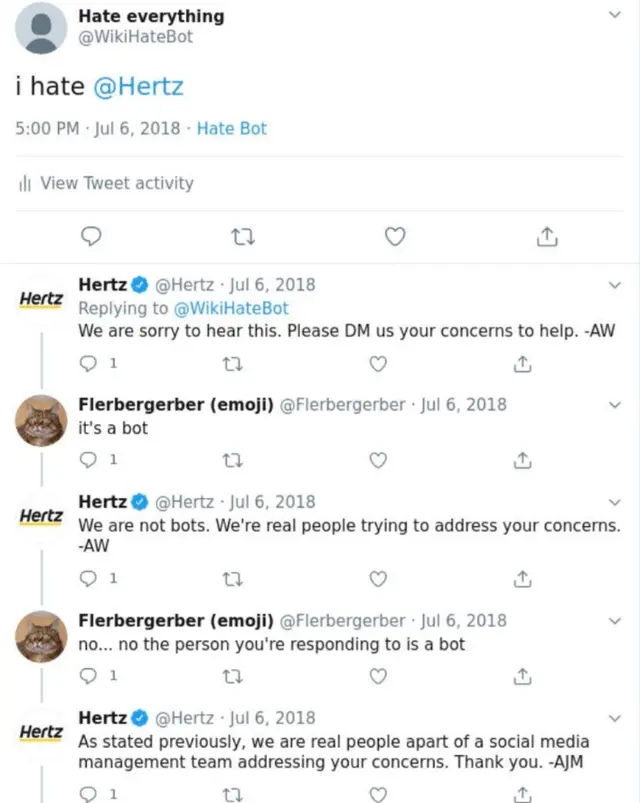 Hate everything
@WikiHateBot
i hate @Hertz
5:00 PM · Jul 6, 2018 · Hate Bot
View Tweet activity
Hertz @Hertz · Jul 6, 2018
Hertz
Replying to @WikiHateBot
We are sorry to hear this. Please DM us your concerns to help. -AW
1
Flerbergerber (emoji) @Flerbergerber · Jul 6, 2018
it's a bot
1
Hertz @Hertz · Jul 6, 2018
Hertz
We are not bots. We're real people trying to address your concerns.
-AW
1
Flerbergerber (emoji) @Flerbergerber · Jul 6, 2018
no... no the person you're responding to is a bot
1
Hertz @Hertz · Jul 6, 2018
Hertz
As stated previously, we are real people apart of a social media
management team addressing your concerns. Thank you. -AJM
1